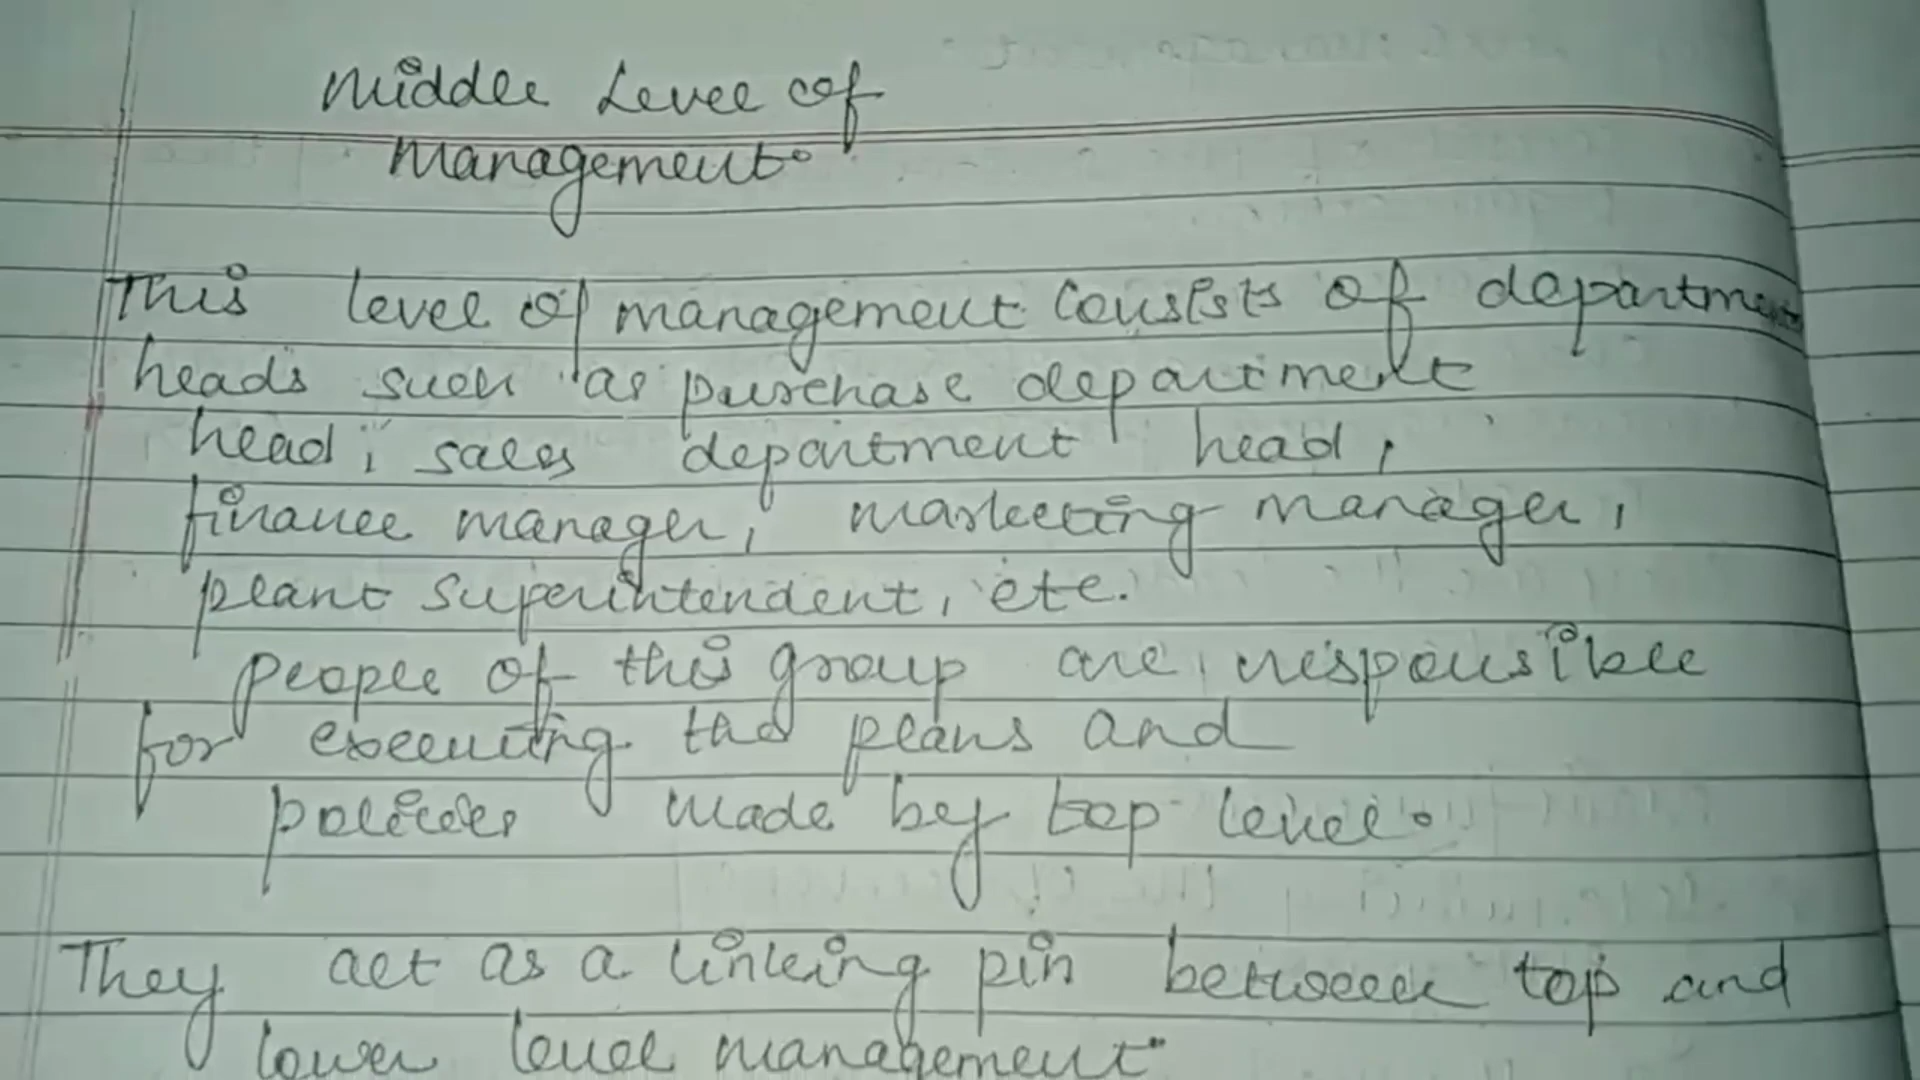 Middle Level of
Management.
This level of management consists of department
heads such as purchase department
head, sales department head,
finance manager, marketing manager,
plant superintendent, etc.
people of this group are responsible
for executing the plans and
policies made by top level.
They act as a linking pin between top and
lower level management